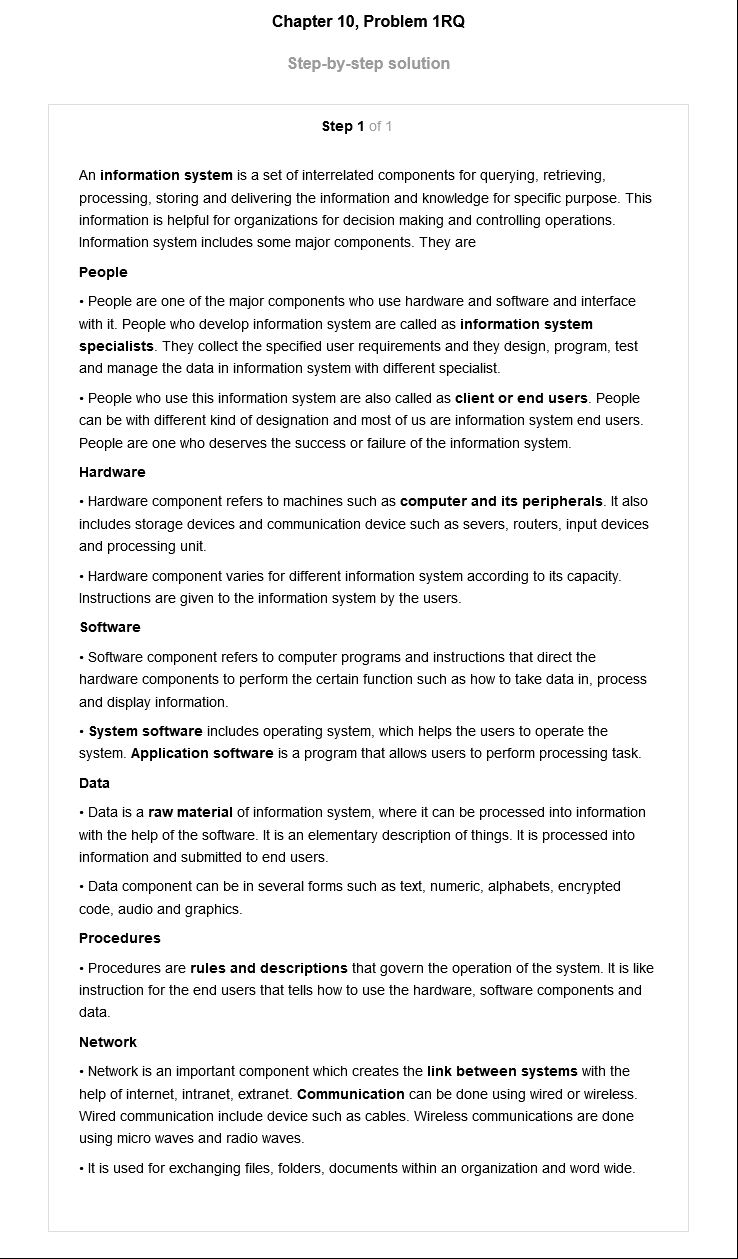 Chapter 10, Problem 1RQ
Step-by-step solution
Step 1 of 1
An information system is a set of interrelated components for querying, retrieving,
processing, storing and delivering the information and knowledge for specific purpose. This
information is helpful for organizations for decision making and controlling operations.
Information system includes some major components. They are
People
• People are one of the major components who use hardware and software and interface
with it. People who develop information system are called as information system
specialists. They collect the specified user requirements and they design, program, test
and manage the data in information system with different specialist.
• People who use this information system are also called as client or end users. People
can be with different kind of designation and most of us are information system end users.
People are one who deserves the success or failure of the information system.
Hardware
• Hardware component refers to machines such as computer and its peripherals. It also
includes storage devices and communication device such as severs, routers, input devices
and processing unit.
• Hardware component varies for different information system according to its capacity.
Instructions are given to the information system by the users.
Software
• Software component refers to computer programs and instructions that direct the
hardware components to perform the certain function such as how to take data in, process
and display information.
• System software includes operating system, which helps the users to operate the
system. Application software is a program that allows users to perform processing task.
Data
• Data is a raw material of information system, where it can be processed into information
with the help of the software. It is an elementary description of things. It is processed into
information and submitted to end users.
• Data component can be in several forms such as text, numeric, alphabets, encrypted
code, audio and graphics.
Procedures
• Procedures are rules and descriptions that govern the operation of the system. It is like
instruction for the end users that tells how to use the hardware, software components and
data.
Network
• Network is an important component which creates the link between systems with the
help of internet, intranet, extranet. Communication can be done using wired or wireless.
Wired communication include device such as cables. Wireless communications are done
using micro waves and radio waves.
• It is used for exchanging files, folders, documents within an organization and word wide.